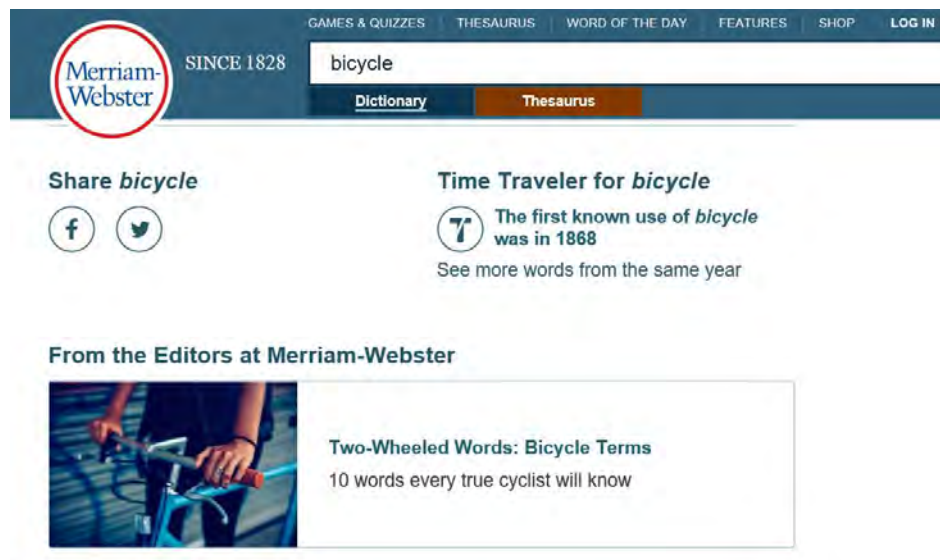 GAMES & QUIZZES THESAURUS WORD OF THE DAY FEATURES SHOP LOG IN
Merriam-
Webster
SINCE 1828
bicycle
Dictionary Thesaurus
Share bicycle
Time Traveler for bicycle
The first known use of bicycle
was in 1868
See more words from the same year
From the Editors at Merriam-Webster
Two-Wheeled Words: Bicycle Terms
10 words every true cyclist will know